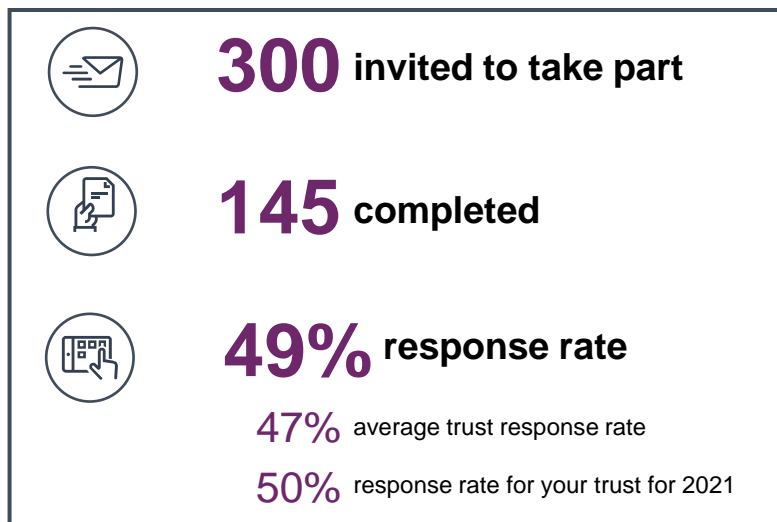 300 invited to take part
145 completed
49% response rate
47% average trust response rate
50% response rate for your trust for 2021